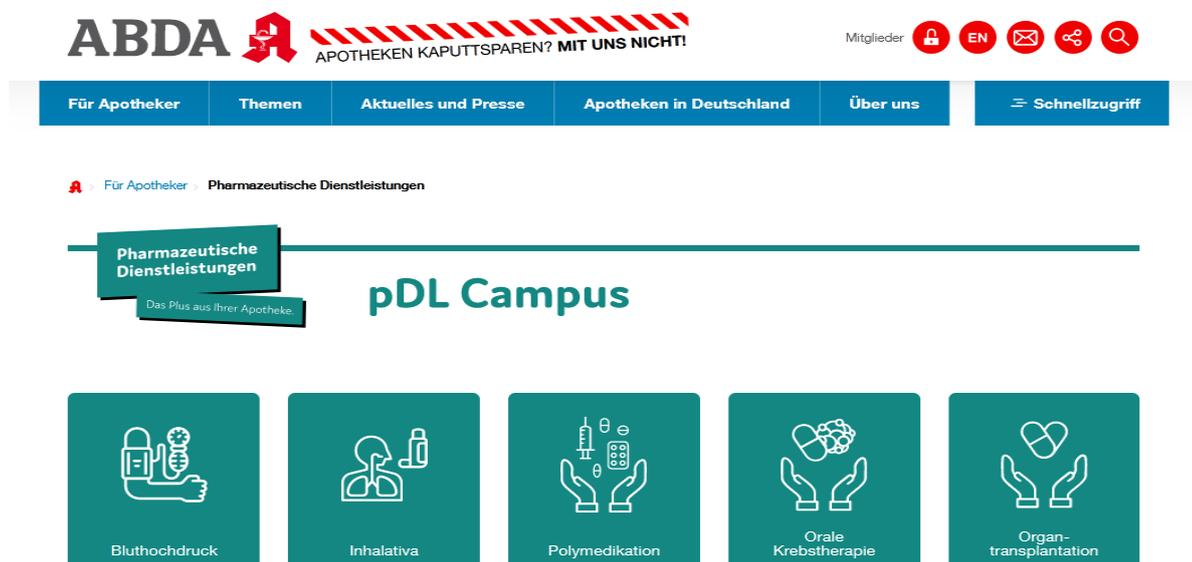 ABDA
APOTHEKEN KAPUTTSPAREN? MIT UNS NICHT!
Mitglieder
EN
Für Apotheker
Themen
Aktuelles und Presse
Apotheken in Deutschland
Über uns
Schnellzugriff
Für Apotheker
Pharmazeutische Dienstleistungen
Pharmazeutische
Dienstleistungen
Das Plus aus Ihrer Apotheke.
pDL Campus
Bluthochdruck
Inhalativa
Polymedikation
Orale
Krebstherapie
Organ-
transplantation